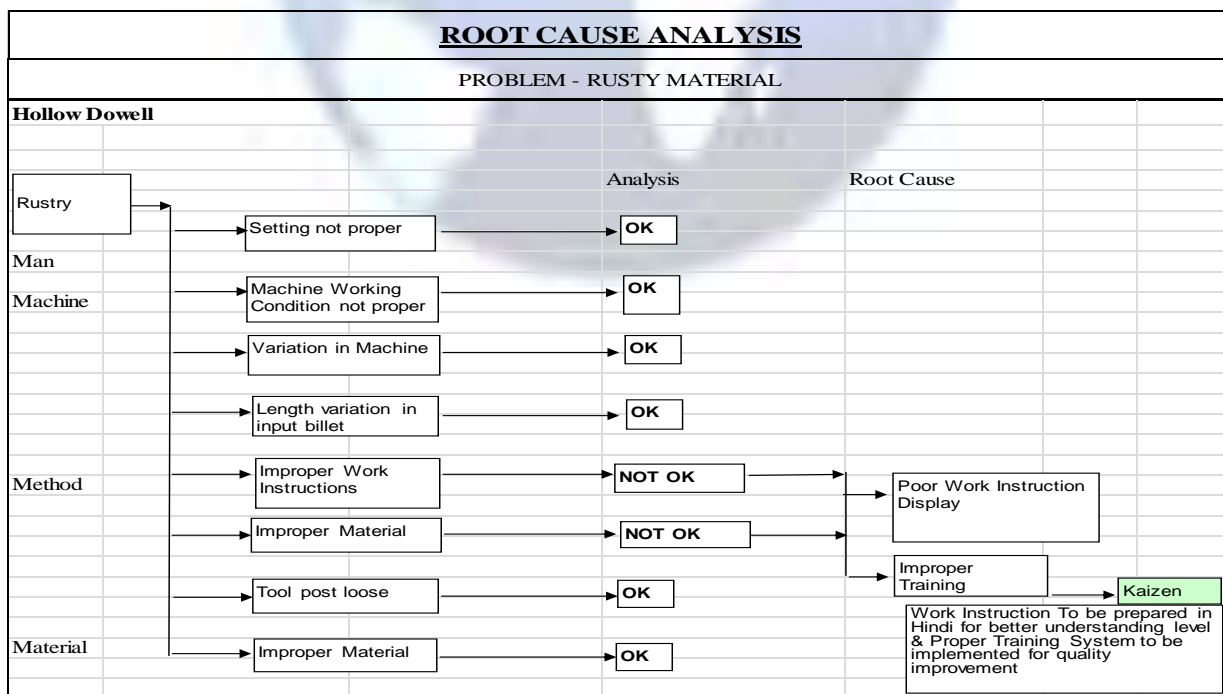 ROOT CAUSE ANALYSIS
PROBLEM - RUSTY MATERIAL
Hollow Dowell
Analysis
Root Cause
Rustry
Setting not proper
OK
Man
Machine
Machine Working
Condition not proper
OK
Variation in Machine
OK
Length variation in
input billet
OK
Method
Improper Work
Instructions
NOT OK
Poor Work Instruction
Display
Improper Material
NOT OK
Improper
Training
Kaizen
Tool post loose
OK
Work Instruction To be prepared in
Hindi for better understanding level
& Proper Training System to be
implemented for quality
improvement
Material
Improper Material
OK